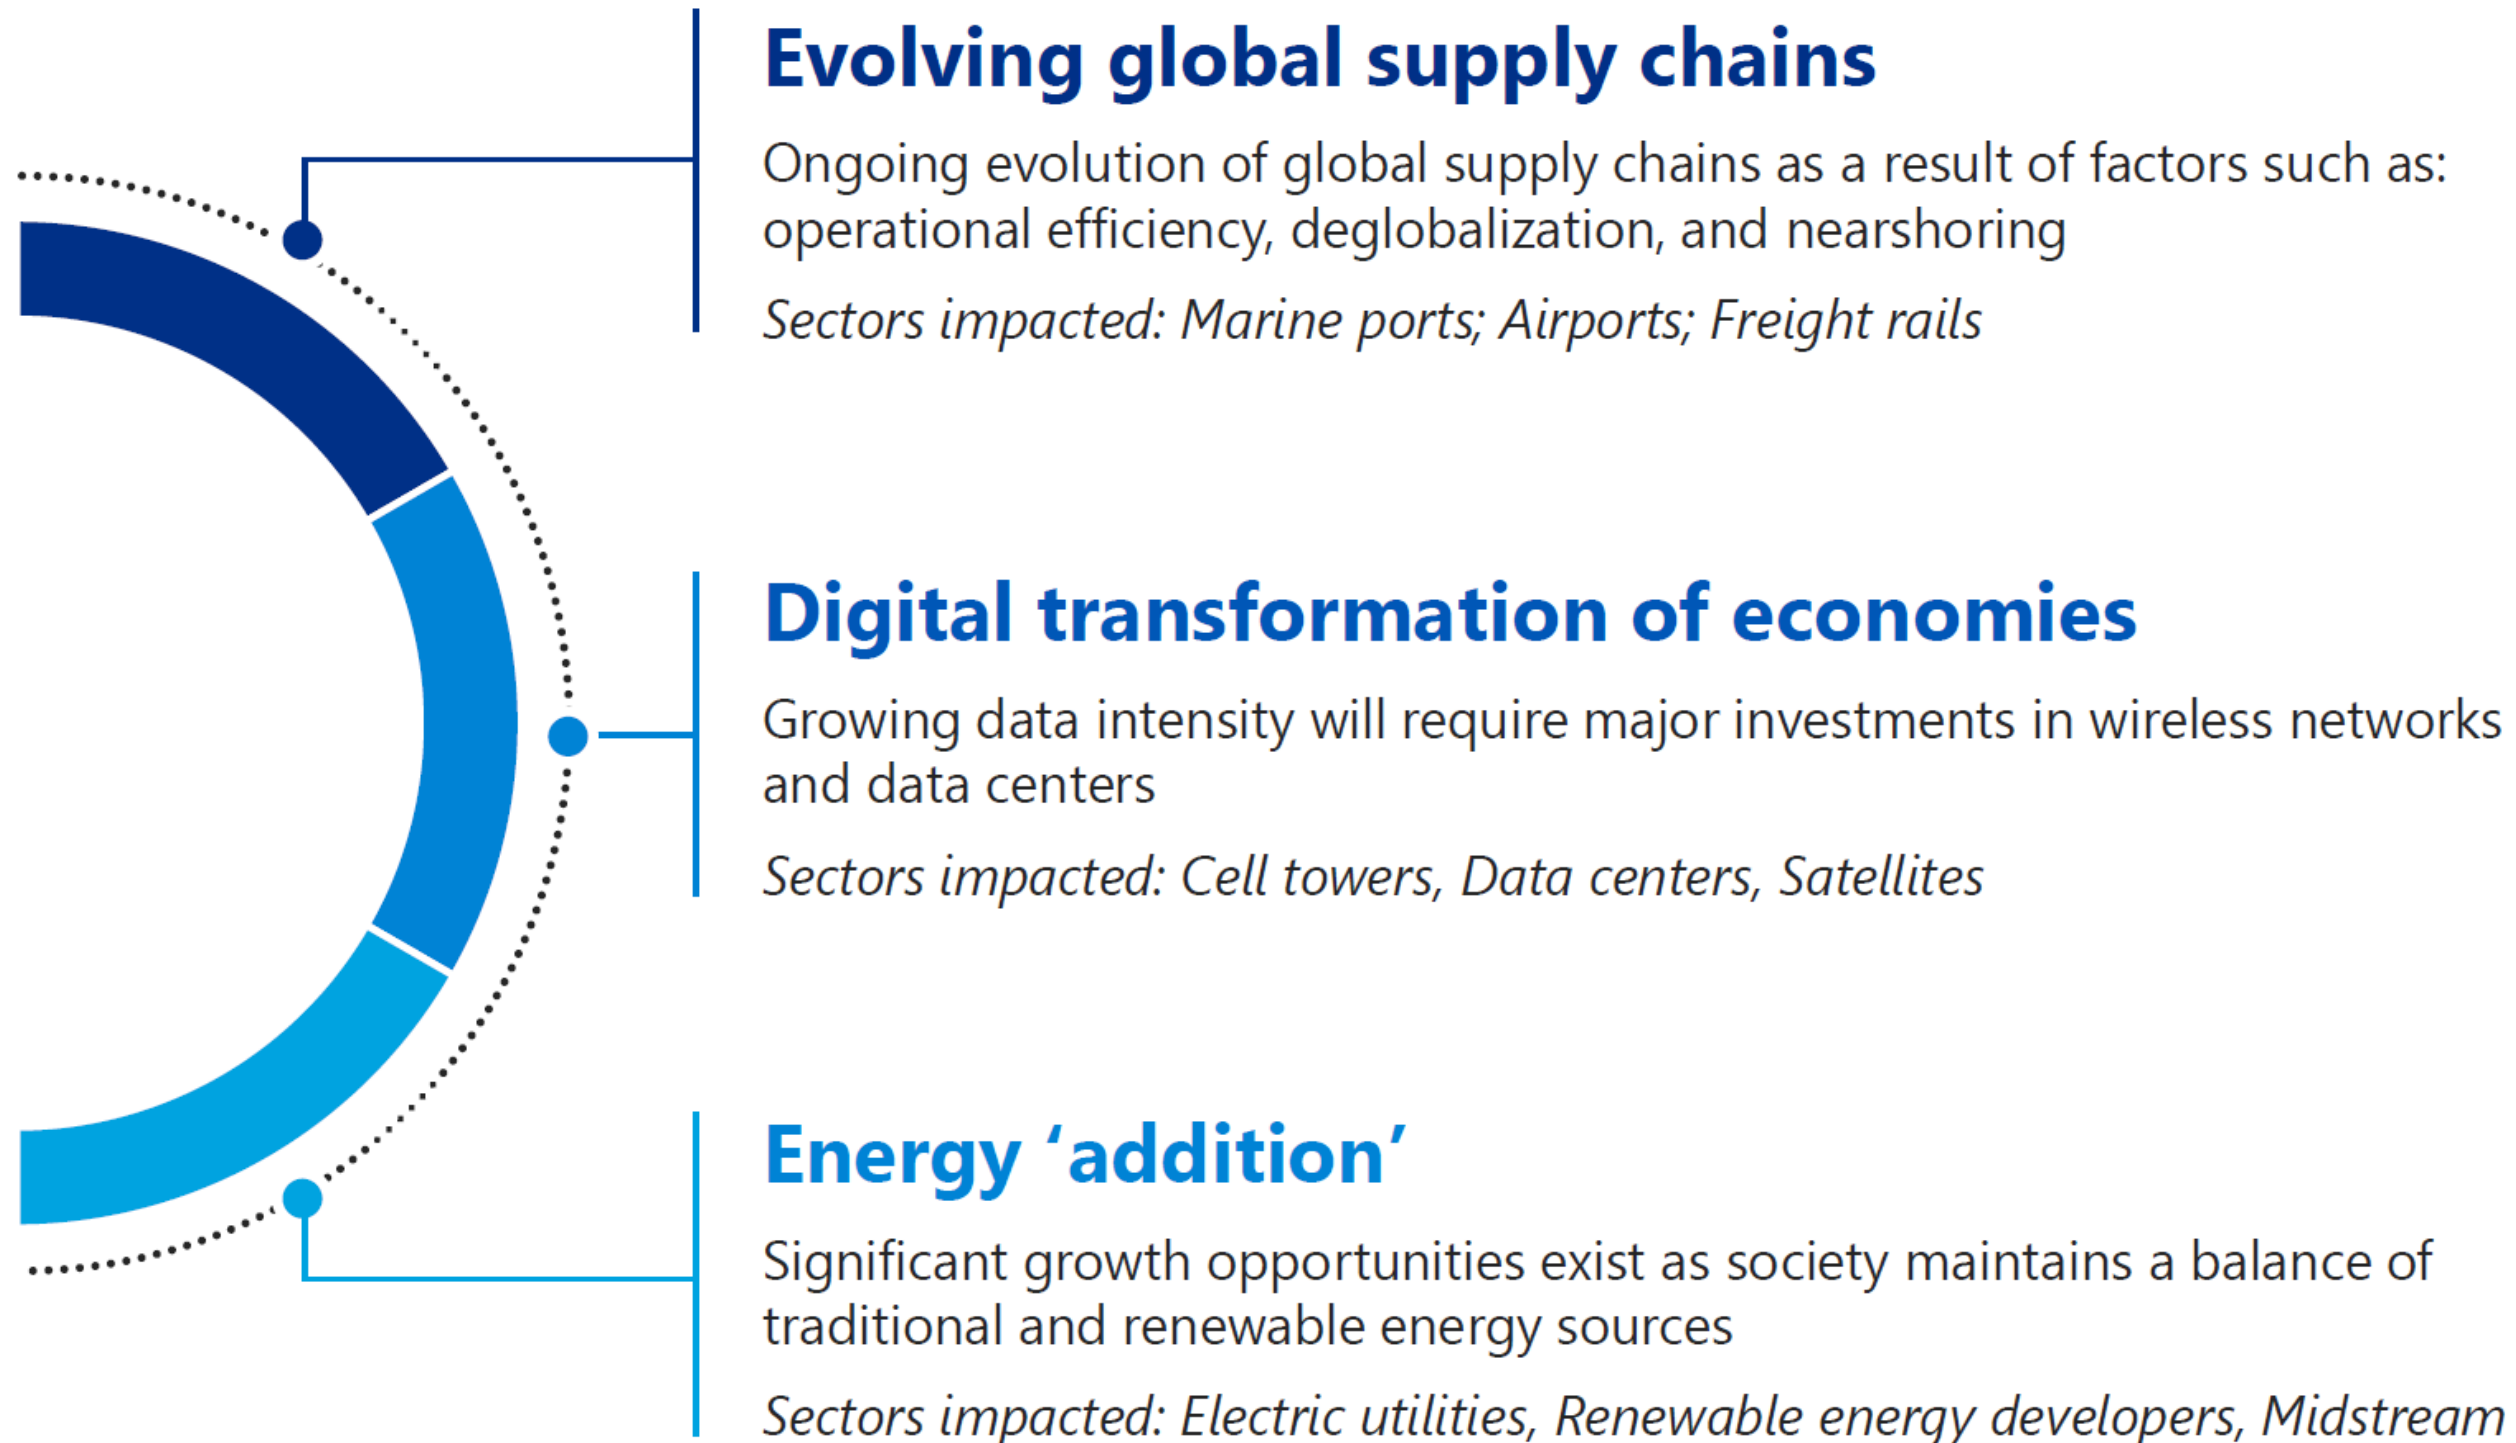 Evolving global supply chains
Ongoing evolution of global supply chains as a result of factors such as:
operational efficiency, deglobalization, and nearshoring
Sectors impacted: Marine ports; Airports; Freight rails
Digital transformation of economies
Growing data intensity will require major investments in wireless networks
and data centers
Sectors impacted: Cell towers, Data centers, Satellites
Energy ‘addition’
Significant growth opportunities exist as society maintains a balance of
traditional and renewable energy sources
Sectors impacted: Electric utilities, Renewable energy developers, Midstream